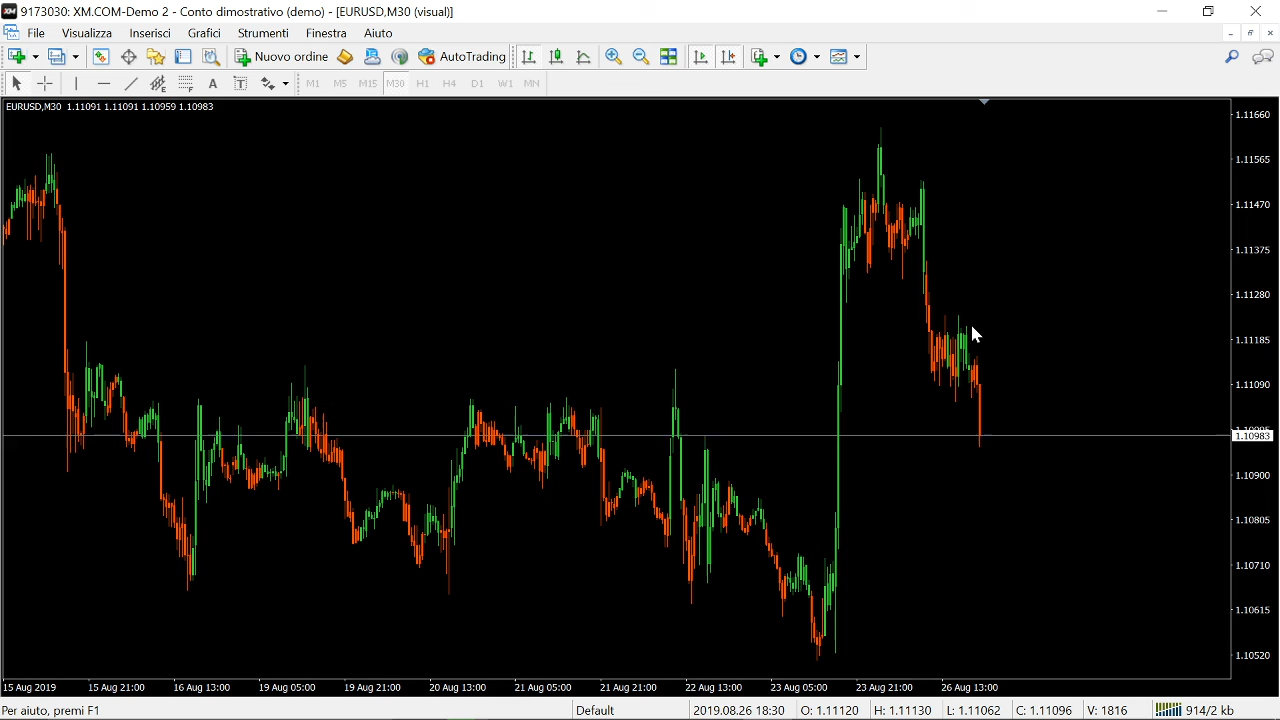 9173030: XM.COM-Demo 2 - Conto dimostrativo (demo) - [EURUSD,M30 (visual)]
File Visualizza Inserisci Grafici Strumenti Finestra Aiuto
Nuovo ordine AutoTrading
A T M1 M5 M15 M30 H1 H4 D1 W1 MN
EURUSD,M30 1.11091 1.11091 1.10959 1.10983
1.11660
1.11565
1.11470
1.11375
1.11280
1.11185
1.11090
1.10983
1.10900
1.10805
1.10710
1.10615
1.10520
15 Aug 2019 15 Aug 21:00 16 Aug 13:00 19 Aug 05:00 19 Aug 21:00 20 Aug 13:00 21 Aug 05:00 21 Aug 21:00 22 Aug 13:00 23 Aug 05:00 23 Aug 21:00 26 Aug 13:00
Per aiuto, premi F1 Default 2019.08.26 18:30 O: 1.11120 H: 1.11130 L: 1.11062 C: 1.11096 V: 1816 914/2 kb